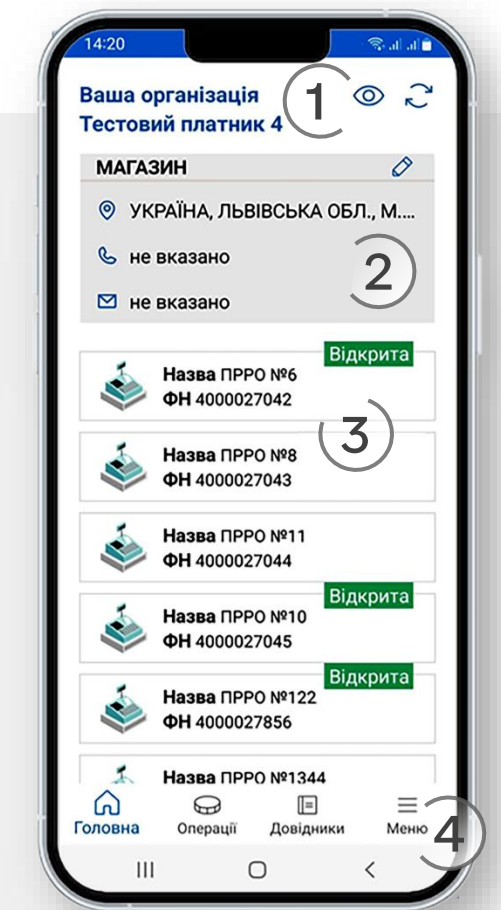 14:20
Ваша організація
Тестовий платник 4
1
МАГАЗИН
УКРАЇНА, ЛЬВІВСЬКА ОБЛ., М....
не вказано
2
не вказано
Відкрита
Назва ПРРО №6
ФН 4000027042
3
Назва ПРРО №8
ФН 4000027043
Назва ПРРО №11
ФН 4000027044
Відкрита
Назва ПРРО №10
ФН 4000027045
Відкрита
Назва ПРРО №122
ФН 4000027856
Назва ПРРО №1344
Головна Операції Довідники Меню
4